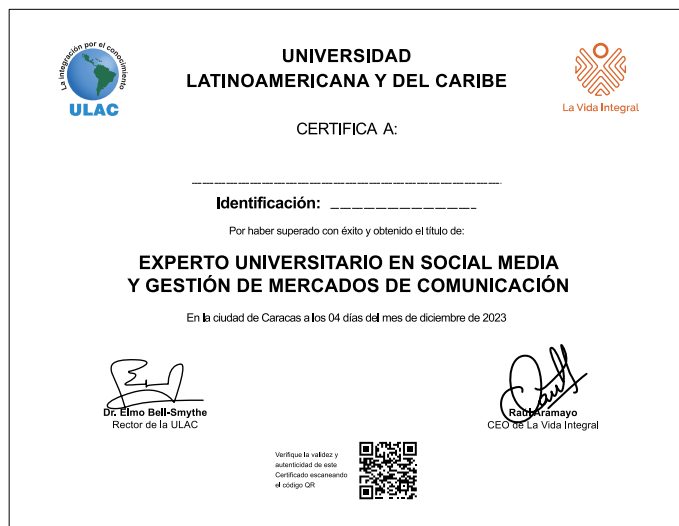 La integración por el conocimiento
ULAC
UNIVERSIDAD
LATINOAMERICANA Y DEL CARIBE
La Vida Integral
CERTIFICA A:
Identificación:
Por haber superado con éxito y obtenido el título de:
EXPERTO UNIVERSITARIO EN SOCIAL MEDIA
Y GESTIÓN DE MERCADOS DE COMUNICACIÓN
En la ciudad de Caracas a los 04 días del mes de diciembre de 2023
Dr. Elmo Bell-Smythe
Rector de la ULAC
Raúl Aramayo
CEO de La Vida Integral
Verifique la validez y
autenticidad de este
Certificado escaneando
el código QR